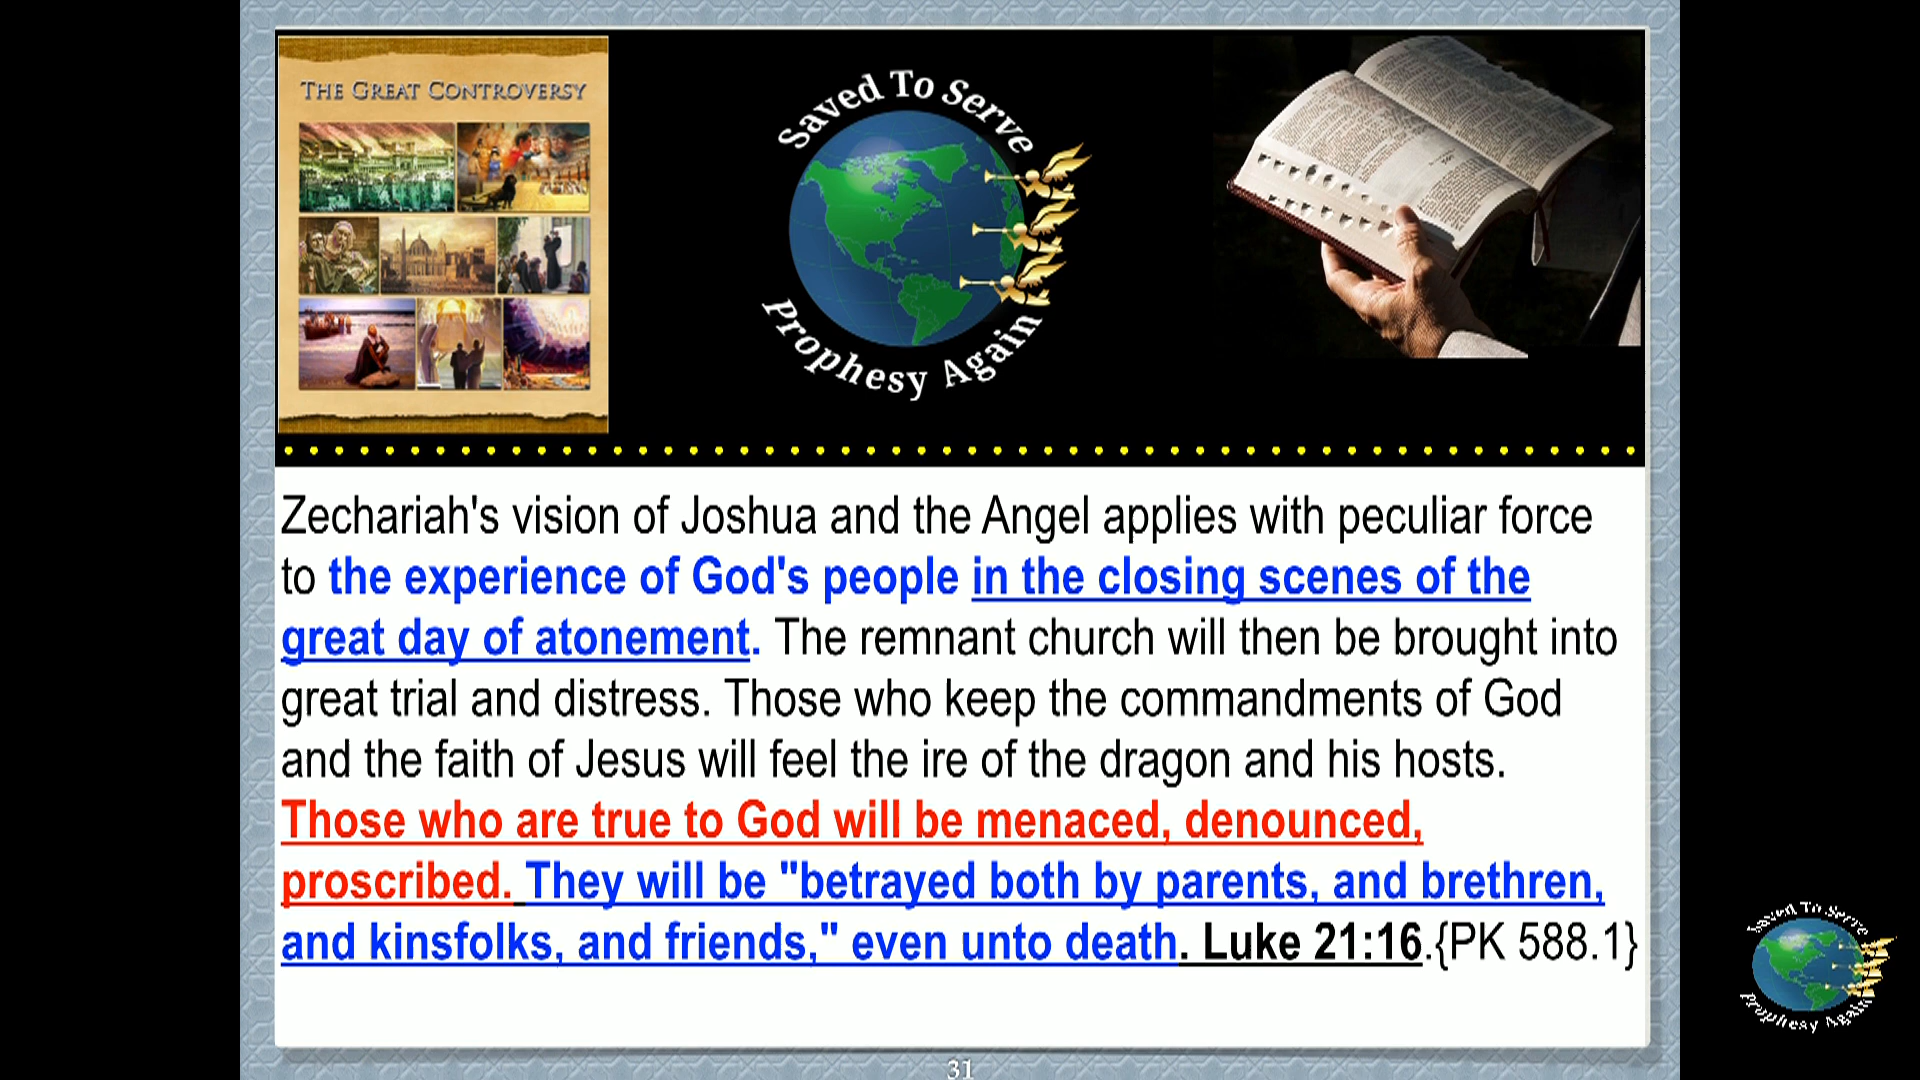 THE GREAT CONTROVERSY
Saved To Serve
Prophesy Again
Zechariah's vision of Joshua and the Angel applies with peculiar force
to the experience of God's people in the closing scenes of the
great day of atonement. The remnant church will then be brought into
great trial and distress. Those who keep the commandments of God
and the faith of Jesus will feel the ire of the dragon and his hosts.
Those who are true to God will be menaced, denounced,
proscribed. They will be "betrayed both by parents, and brethren,
and kinsfolks, and friends," even unto death. Luke 21:16.{PK 588.1}
Saved To Serve
Prophesy Again
31